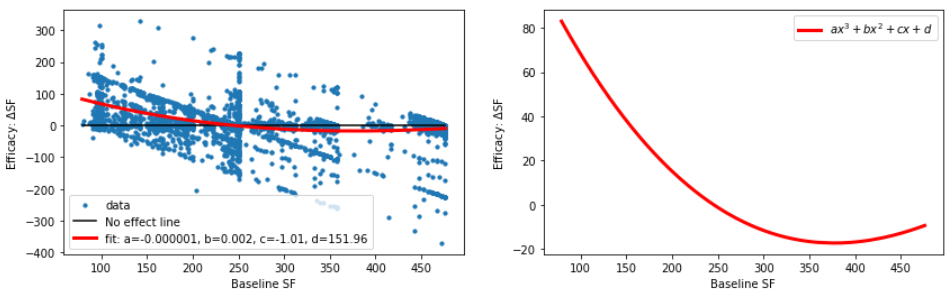 300
200
100
0
−100
−200
−300
−400
Efficacy: ΔSF
data
No effect line
fit: a=-0.000001, b=0.002, c=-1.01, d=151.96
100 150 200 250 300 350 400 450
Baseline SF
80
60
40
20
0
−20
Efficacy: ΔSF
ax³ + bx² + cx + d
100 150 200 250 300 350 400 450
Baseline SF